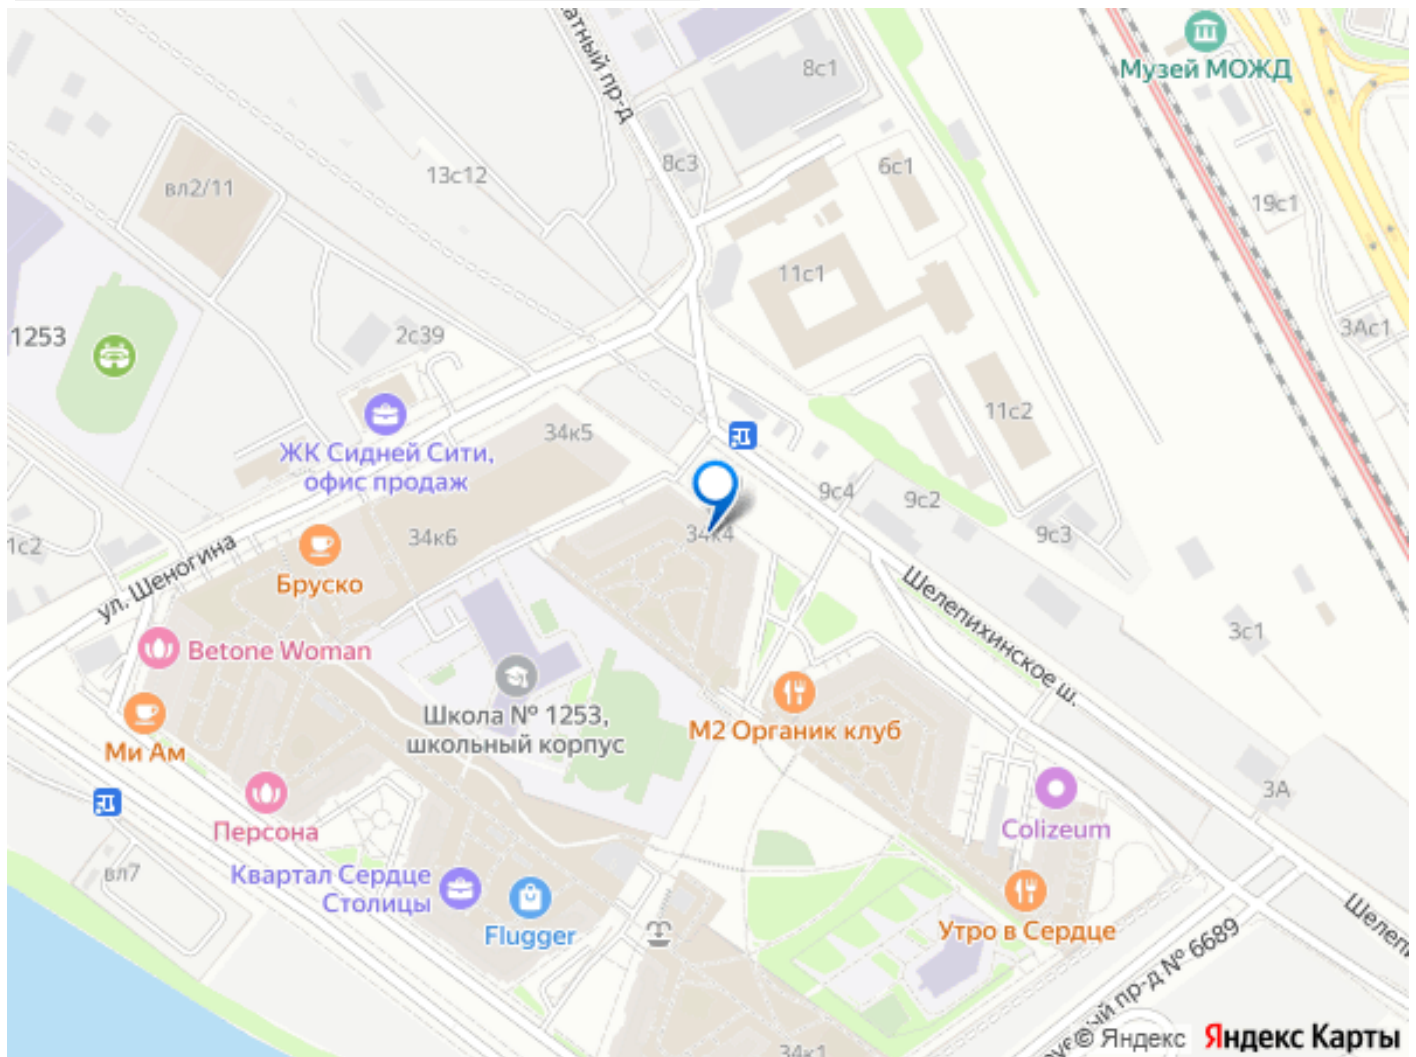 атный пр-д
8с1
Музей МОЖД
8с3
6с1
13с12
вл2/11
19с1
11с1
3Ас1
1253
2с39
11с2
34к5
ЖК Сидней Сити,
офис продаж
9с4
9с2
34к4
9с3
34к6
1с2
ул. Шеногина
Бруско
Шелепихинское ш.
3с1
Betone Woman
Школа № 1253,
школьный корпус
М2 Органик клуб
Ми Ам
3А
Персона
Colizeum
вл7
Квартал Сердце
Столицы
Flugger
Утро в Сердце
Шелепи
ый пр-д № 6689
34к1
© Яндекс
Яндекс Карты